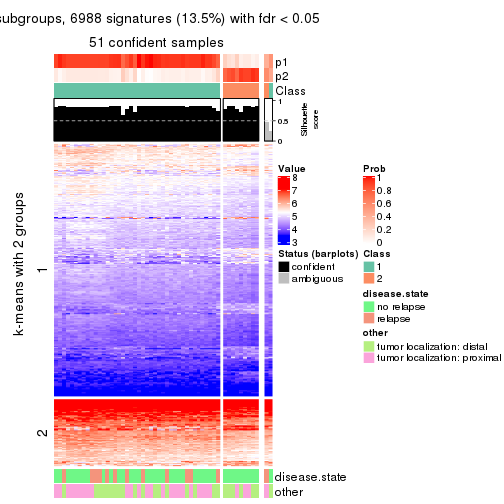 subgroups, 6988 signatures (13.5%) with fdr < 0.05
51 confident samples
p1
p2
Class
1
0.5
0
Silhouette
score
k-means with 2 groups
1
2
Value
8
7
6
5
4
3
Prob
1
0.8
0.6
0.4
0.2
0
Status (barplots)
confident
ambiguous
Class
1
2
disease.state
no relapse
relapse
other
tumor localization: distal
tumor localization: proximal
disease.state
other